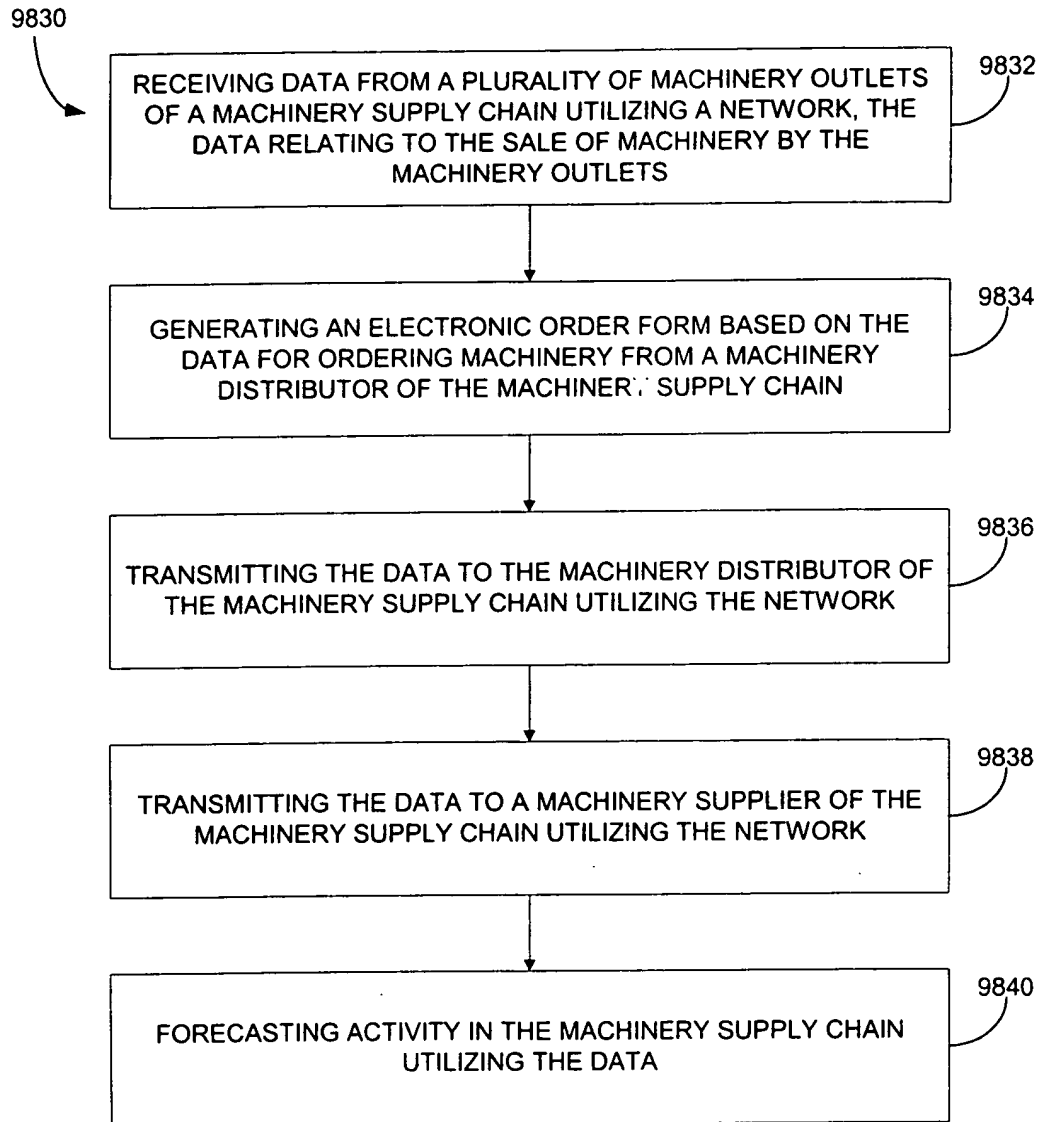 9830
RECEIVING DATA FROM A PLURALITY OF MACHINERY OUTLETS
OF A MACHINERY SUPPLY CHAIN UTILIZING A NETWORK, THE
DATA RELATING TO THE SALE OF MACHINERY BY THE
MACHINERY OUTLETS
9832
GENERATING AN ELECTRONIC ORDER FORM BASED ON THE
DATA FOR ORDERING MACHINERY FROM A MACHINERY
DISTRIBUTOR OF THE MACHINERY SUPPLY CHAIN
9834
TRANSMITTING THE DATA TO THE MACHINERY DISTRIBUTOR OF
THE MACHINERY SUPPLY CHAIN UTILIZING THE NETWORK
9836
TRANSMITTING THE DATA TO A MACHINERY SUPPLIER OF THE
MACHINERY SUPPLY CHAIN UTILIZING THE NETWORK
9838
FORECASTING ACTIVITY IN THE MACHINERY SUPPLY CHAIN
UTILIZING THE DATA
9840